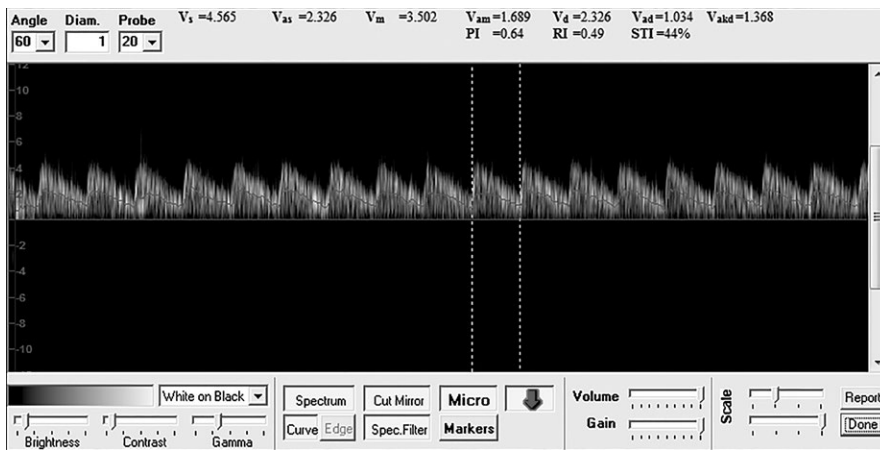 Angle Diam. Probe Vs =4.565 Vas =2.326 Vm =3.502 Vam =1.689 Vd =2.326 Vad =1.034 Vakd =1.368
60 1 20 PI =0.64 RI =0.49 STI =44%
12
10
8
6
4
2
-2
-4
-6
-8
-10
White on Black
Brightness Contrast Gamma
Spectrum Cut Mirror Micro
Curve Edge Spec.Filter Markers
Volume
Gain
Scale
Report
Done